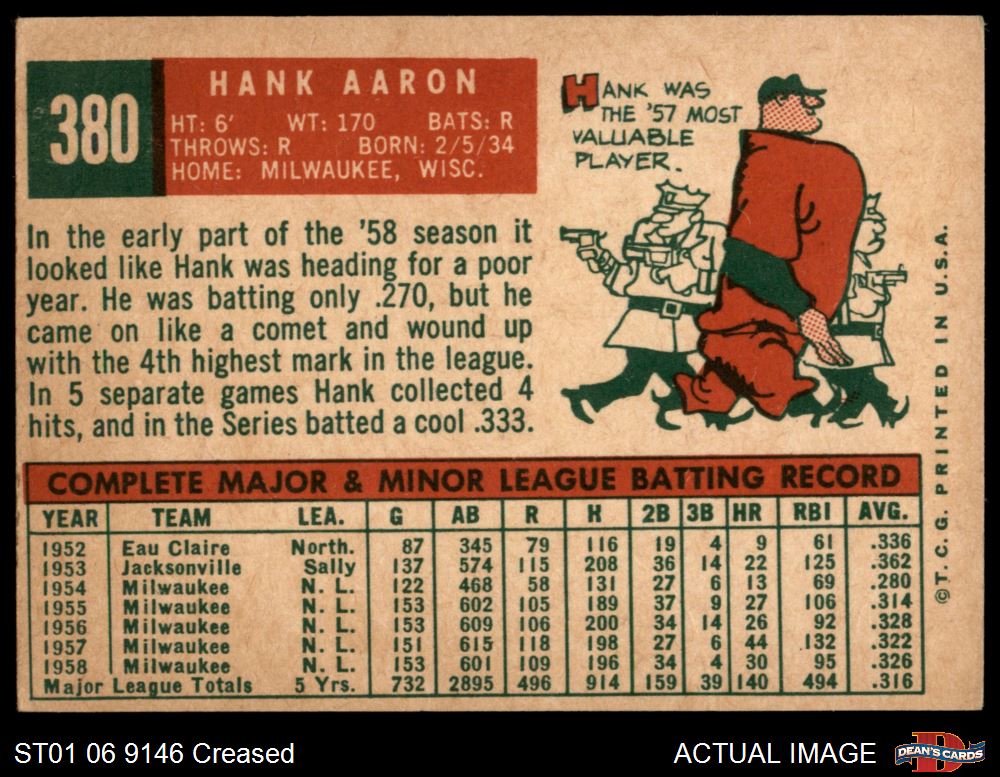 380
HANK AARON
HT: 6' WT: 170 BATS: R
THROWS: R BORN: 2/5/34
HOME: MILWAUKEE, WISC.
HANK WAS
THE '57 MOST
VALUABLE
PLAYER.
In the early part of the '58 season it
looked like Hank was heading for a poor
year. He was batting only .270, but he
came on like a comet and wound up
with the 4th highest mark in the league.
In 5 separate games Hank collected 4
hits, and in the Series batted a cool .333.
COMPLETE MAJOR & MINOR LEAGUE BATTING RECORD
YEAR TEAM LEA. G AB R H 2B 3B HR RBI AVG.
1952 Eau Claire North. 87 345 79 116 19 4 9 61 .336
1953 Jacksonville Sally 137 574 115 208 36 14 22 125 .362
1954 Milwaukee N. L. 122 468 58 131 27 6 13 69 .280
1955 Milwaukee N. L. 153 602 105 189 37 9 27 106 .314
1956 Milwaukee N. L. 153 609 106 200 34 14 26 92 .328
1957 Milwaukee N. L. 151 615 118 198 27 6 44 132 .322
1958 Milwaukee N. L. 153 601 109 196 34 4 30 95 .326
Major League Totals 5 Yrs. 732 2895 496 914 159 39 140 494 .316
© T. C. G. PRINTED IN U.S.A.
ST01 06 9146 Creased
ACTUAL IMAGE
D
DEAN'S CARDS